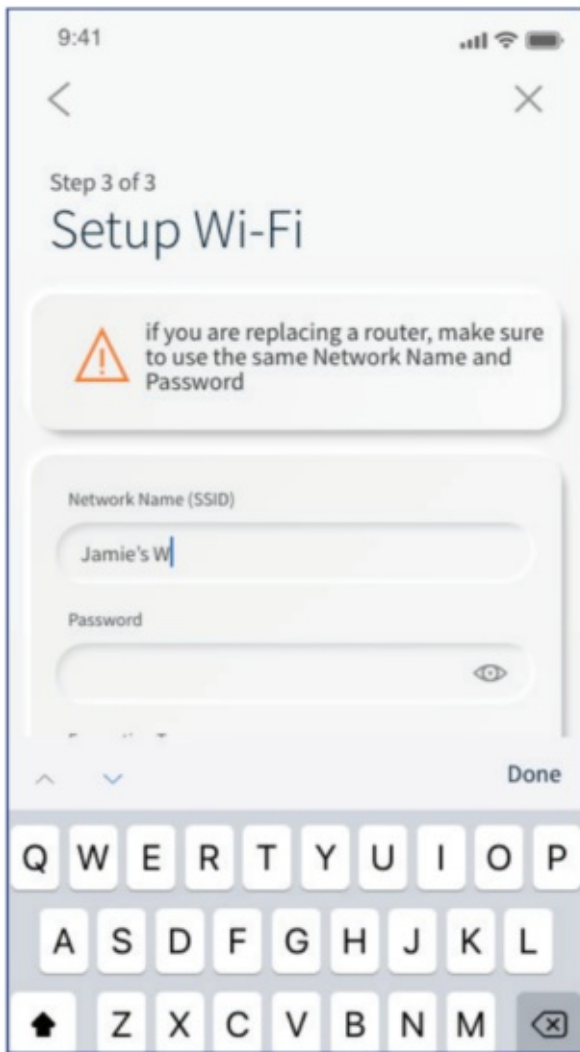 9:41
Step 3 of 3
Setup Wi-Fi
if you are replacing a router, make sure
to use the same Network Name and
Password
Network Name (SSID)
Jamie's W
Password
Done
Q W E R T Y U I O P
A S D F G H J K L
Z X C V B N M